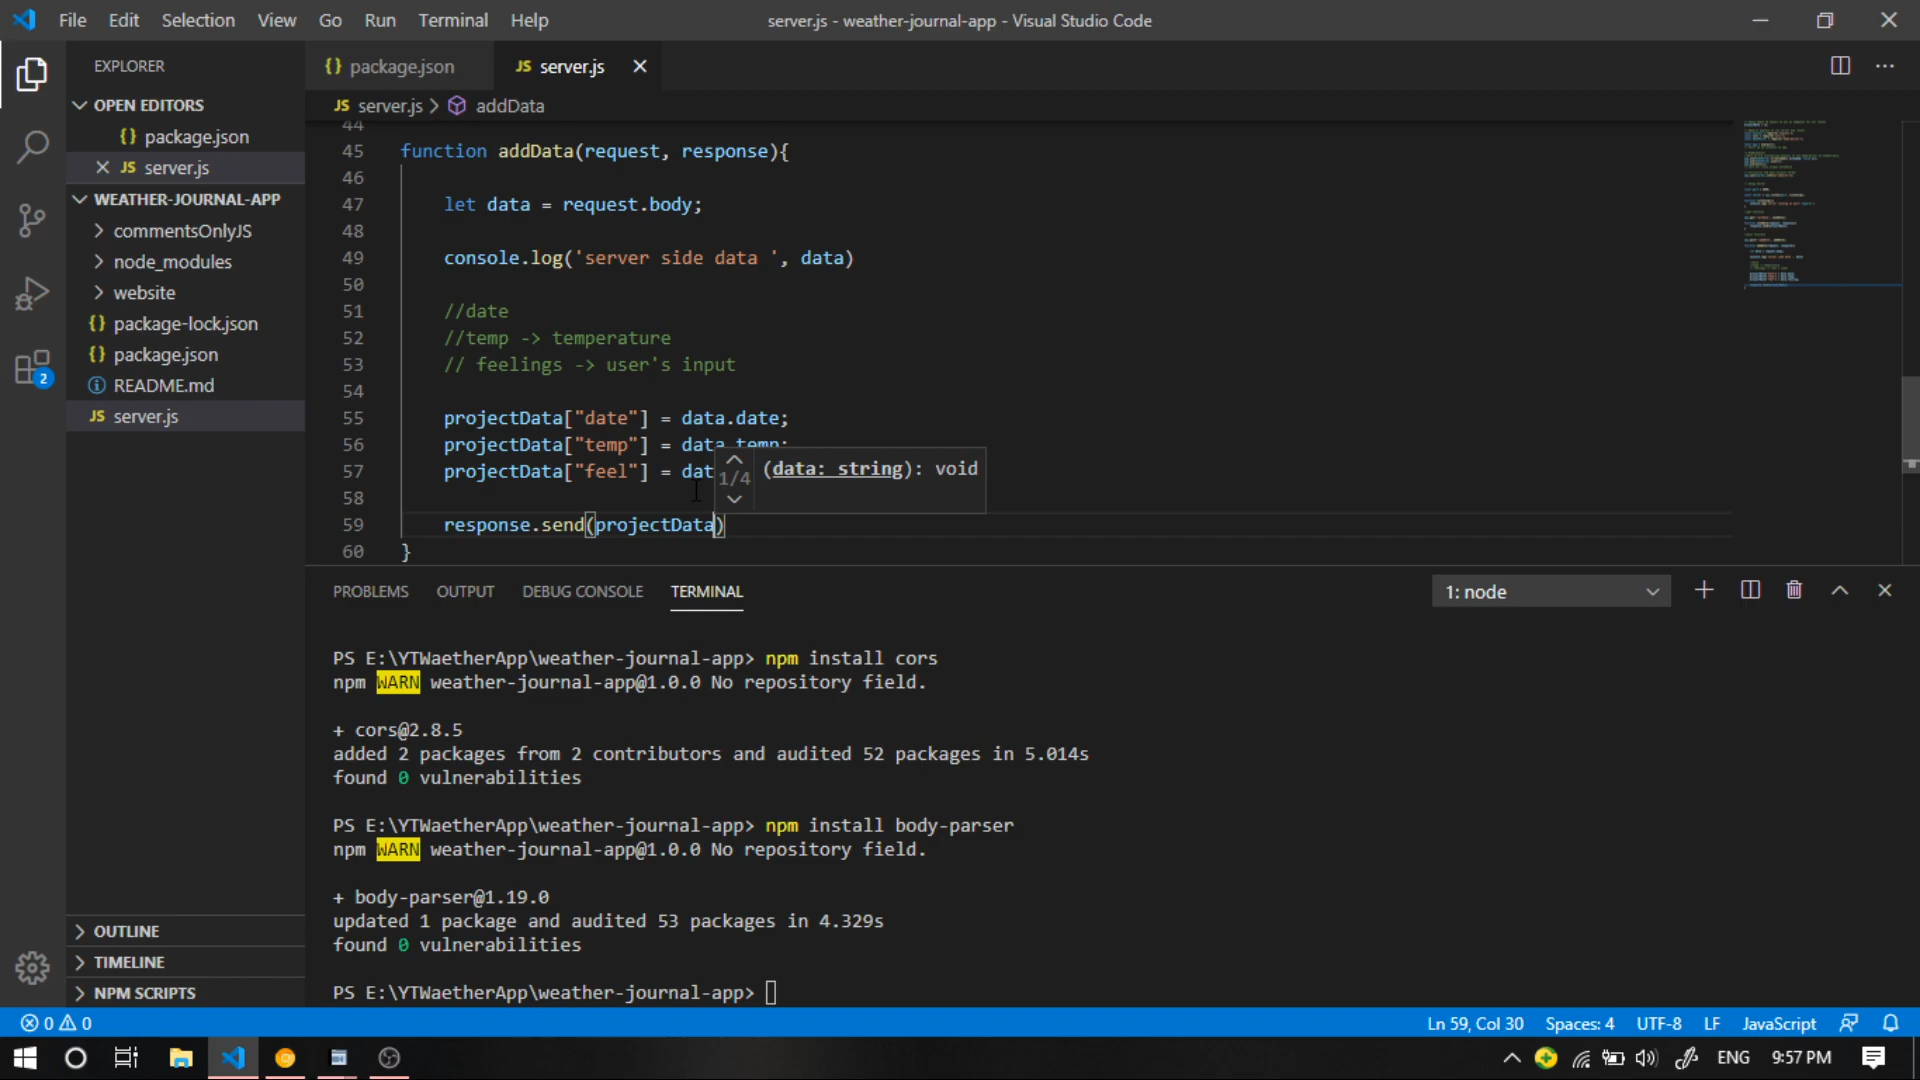 File Edit Selection View Go Run Terminal Help
server.js - weather-journal-app - Visual Studio Code
EXPLORER
OPEN EDITORS
{} package.json
JS server.js
WEATHER-JOURNAL-APP
commentsOnlyJS
node_modules
website
{} package-lock.json
{} package.json
README.md
JS server.js
OUTLINE
TIMELINE
NPM SCRIPTS
2
{} package.json
JS server.js
JS server.js > addData
44
45 function addData(request, response){
46
47 let data = request.body;
48
49 console.log('server side data ', data)
50
51 //date
52 //temp -> temperature
53 // feelings -> user's input
54
55 projectData["date"] = data.date;
56 projectData["temp"] = data.temp;
57 projectData["feel"] = dat
1/4 (data: string): void
58
59 response.send(projectData)
60 }
PROBLEMS OUTPUT DEBUG CONSOLE TERMINAL
1: node
PS E:\YTWaetherApp\weather-journal-app> npm install cors
npm WARN weather-journal-app@1.0.0 No repository field.
+ cors@2.8.5
added 2 packages from 2 contributors and audited 52 packages in 5.014s
found 0 vulnerabilities
PS E:\YTWaetherApp\weather-journal-app> npm install body-parser
npm WARN weather-journal-app@1.0.0 No repository field.
+ body-parser@1.19.0
updated 1 package and audited 53 packages in 4.329s
found 0 vulnerabilities
PS E:\YTWaetherApp\weather-journal-app>
0 0
Ln 59, Col 30 Spaces: 4 UTF-8 LF JavaScript
ENG 9:57 PM